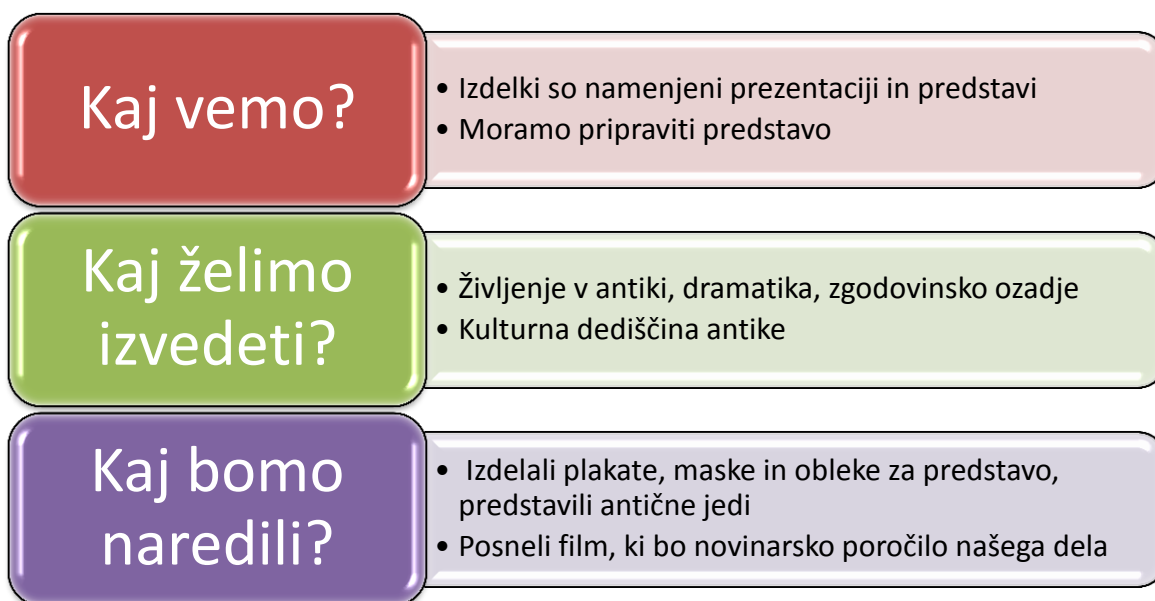 Kaj vemo?
• Izdelki so namenjeni prezentaciji in predstavi
• Moramo pripraviti predstavo
Kaj želimo
izvedeti?
• Življenje v antiki, dramatika, zgodovinsko ozadje
• Kulturna dediščina antike
Kaj bomo
naredili?
• Izdelali plakate, maske in obleke za predstavo,
predstavili antične jedi
• Posneli film, ki bo novinarsko poročilo našega dela